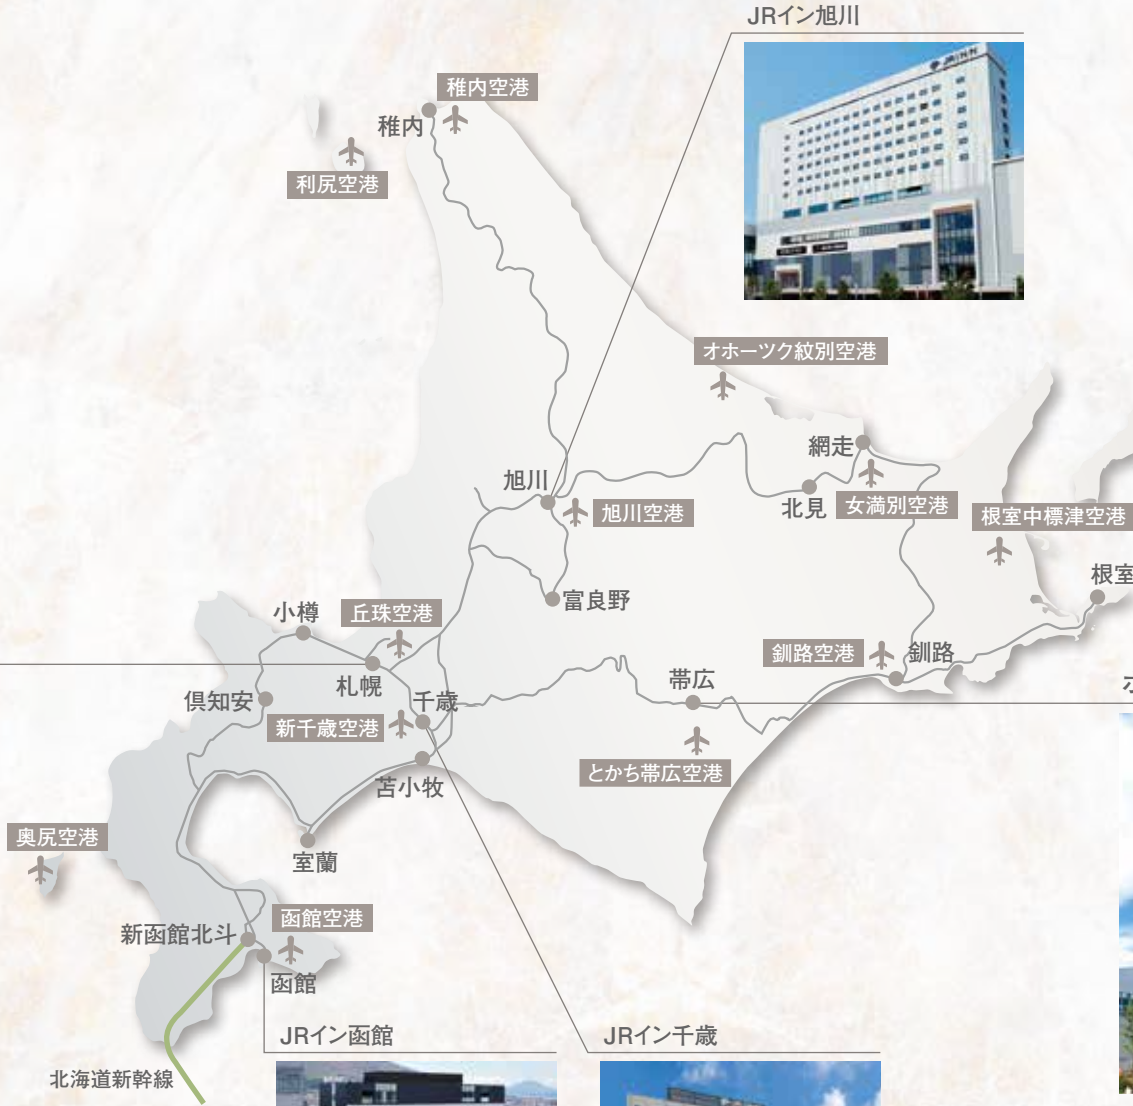 JRイン旭川
JR INN
稚内空港
稚内
利尻空港
オホーツク紋別空港
網走
旭川
北見
女満別空港
旭川空港
根室中標津空港
根室
富良野
小樽
丘珠空港
釧路空港
釧路
札幌
帯広
倶知安
千歳
新千歳空港
とかち帯広空港
苫小牧
奥尻空港
室蘭
函館空港
新函館北斗
函館
JRイン函館
JRイン千歳
北海道新幹線